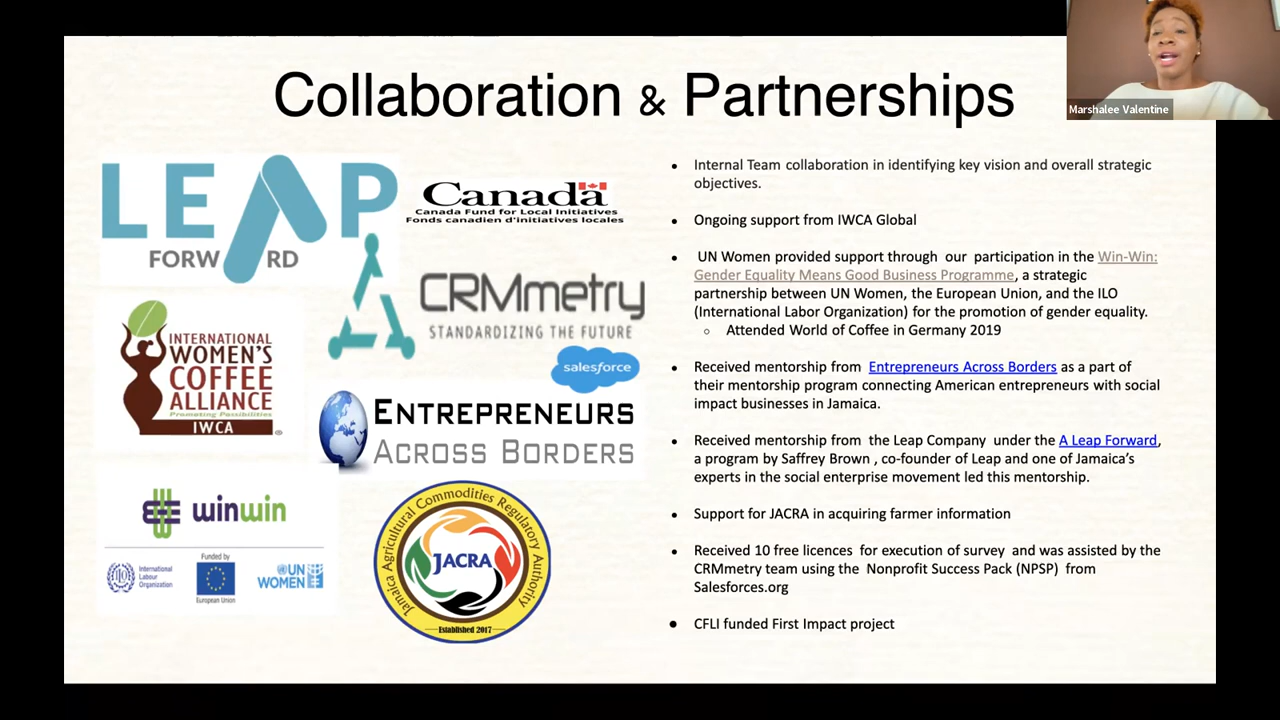 Collaboration & Partnerships
Marshalee Valentine
LEAP
FORWARD
Canada
Canada Fund for Local Initiatives
Fonds canadien d'initiatives locales
CRMmetry
STANDARDIZING THE FUTURE
salesforce
INTERNATIONAL
WOMEN'S
COFFEE
ALLIANCE
Promoting Possibilities
IWCA
®
ENTREPRENEURS
ACROSS BORDERS
winwin
Funded by
International
Labour
Organization
European Union
UN
WOMEN
Jamaica Agricultural Commodities Regulatory Authority
JACRA
Established 2017
• Internal Team collaboration in identifying key vision and overall strategic
objectives.
• Ongoing support from IWCA Global
• UN Women provided support through our participation in the Win-Win:
Gender Equality Means Good Business Programme, a strategic
partnership between UN Women, the European Union, and the ILO
(International Labor Organization) for the promotion of gender equality.
○ Attended World of Coffee in Germany 2019
• Received mentorship from Entrepreneurs Across Borders as a part of
their mentorship program connecting American entrepreneurs with social
impact businesses in Jamaica.
• Received mentorship from the Leap Company under the A Leap Forward,
a program by Saffrey Brown , co-founder of Leap and one of Jamaica's
experts in the social enterprise movement led this mentorship.
• Support for JACRA in acquiring farmer information
• Received 10 free licences for execution of survey and was assisted by the
CRMmetry team using the Nonprofit Success Pack (NPSP) from
Salesforces.org
• CFLI funded First Impact project